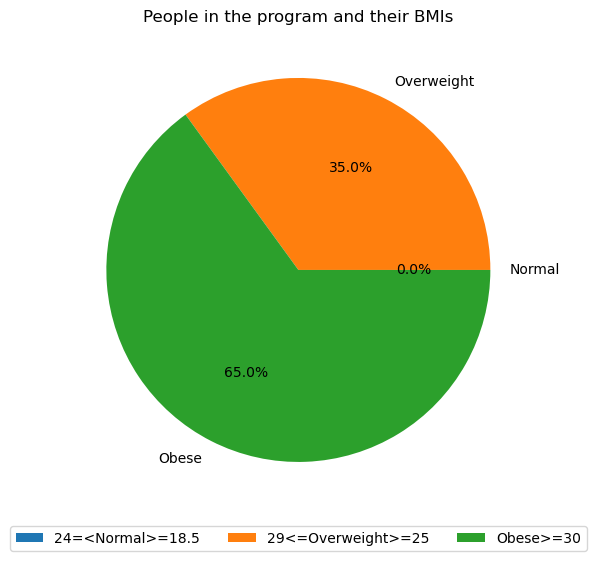 People in the program and their BMIs
Overweight
35.0%
0.0%
Normal
65.0%
Obese
24=<Normal>=18.5
29<=Overweight>=25
Obese>=30